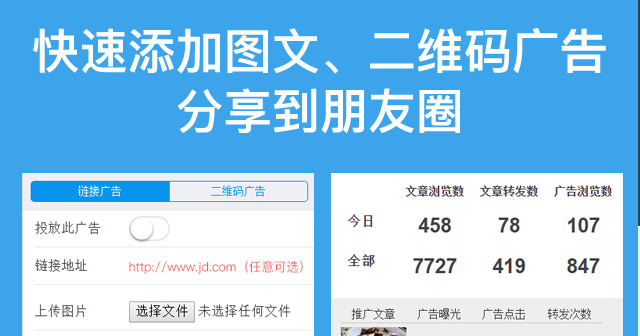 快速添加图文、二维码广告
分享到朋友圈
链接广告 二维码广告
投放此广告
链接地址 http://www.jd.com（任意可选）
上传图片 选择文件 未选择任何文件
文章浏览数 文章转发数 广告浏览数
今日 458 78 107
全部 7727 419 847
推广文章 广告曝光 广告点击 转发次数